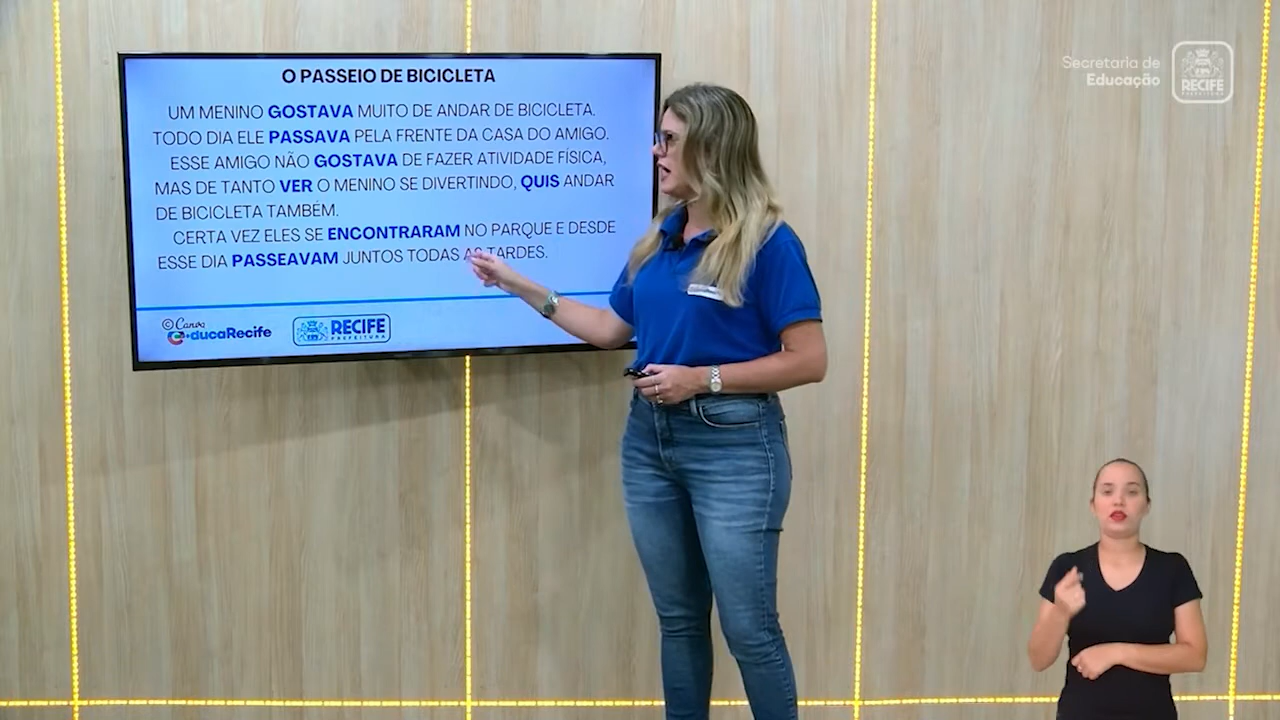 O PASSEIO DE BICICLETA
UM MENINO GOSTAVA MUITO DE ANDAR DE BICICLETA.
TODO DIA ELE PASSAVA PELA FRENTE DA CASA DO AMIGO.
ESSE AMIGO NÃO GOSTAVA DE FAZER ATIVIDADE FÍSICA,
MAS DE TANTO VER O MENINO SE DIVERTINDO, QUIS ANDAR
DE BICICLETA TAMBÉM.
CERTA VEZ ELES SE ENCONTRARAM NO PARQUE E DESDE
ESSE DIA PASSEAVAM JUNTOS TODAS AS TARDES.
© Canva
EducaRecife
RECIFE
PREFEITURA
Secretaria de
Educação
RECIFE
PREFEITURA